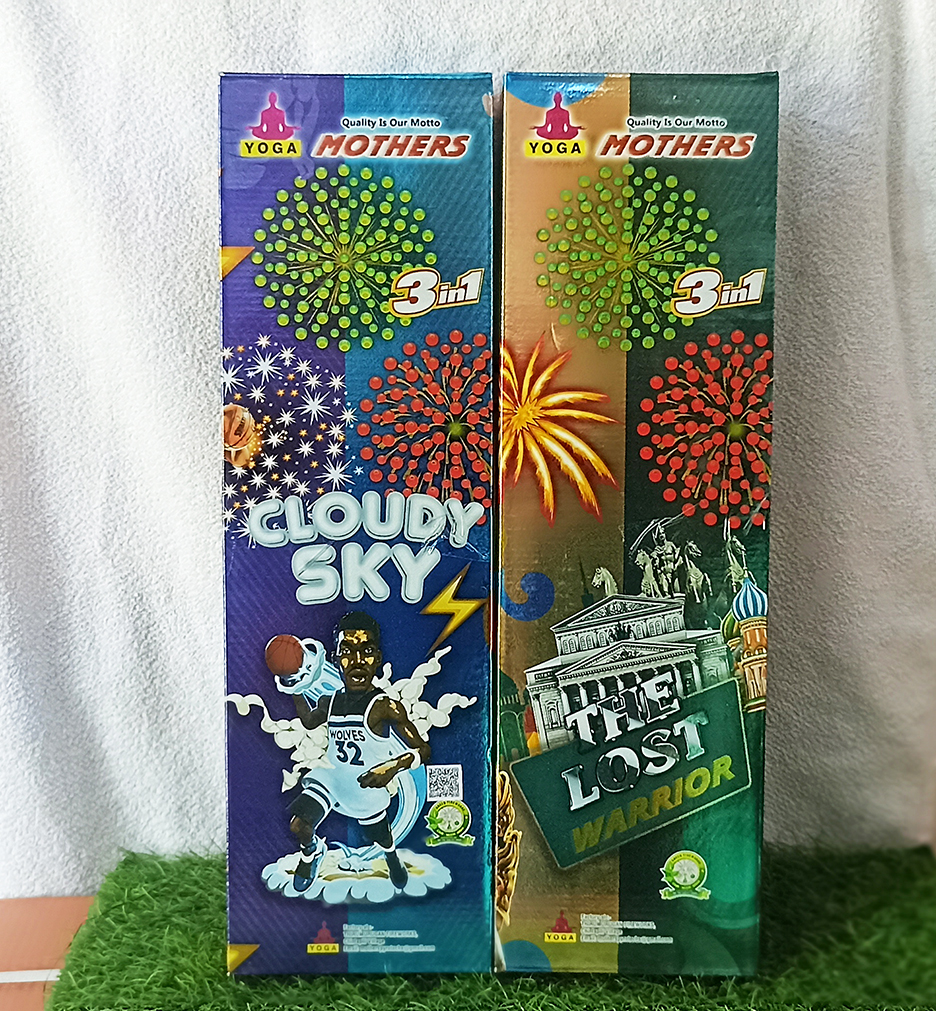 Quality Is Our Motto
YOGA
MOTHERS
3in1
CLOUDY
SKY
WOLVES
32
YOGA
Quality Is Our Motto
YOGA
MOTHERS
3in1
THE
LOST
WARRIOR
YOGA